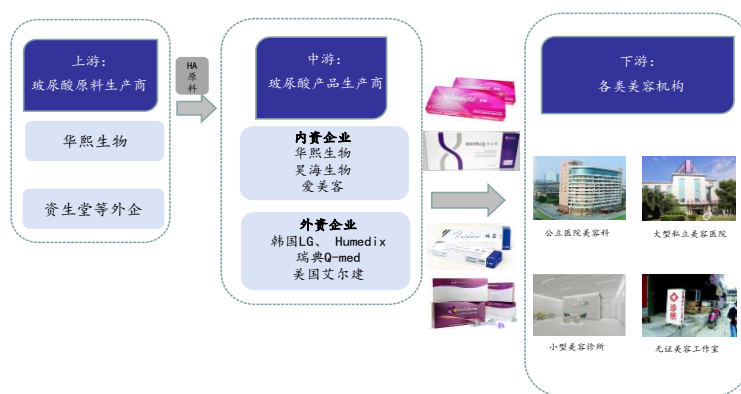 上游：
玻尿酸原料生产商
华熙生物
资生堂等外企
HA
原
料
中游：
玻尿酸产品生产商
内资企业
华熙生物
昊海生物
爱美客
外资企业
韩国LG、 Humedix
瑞典Q-med
美国艾尔建
下游：
各类美容机构
公立医院美容科
大型私立美容医院
小型美容诊所
无证美容工作室